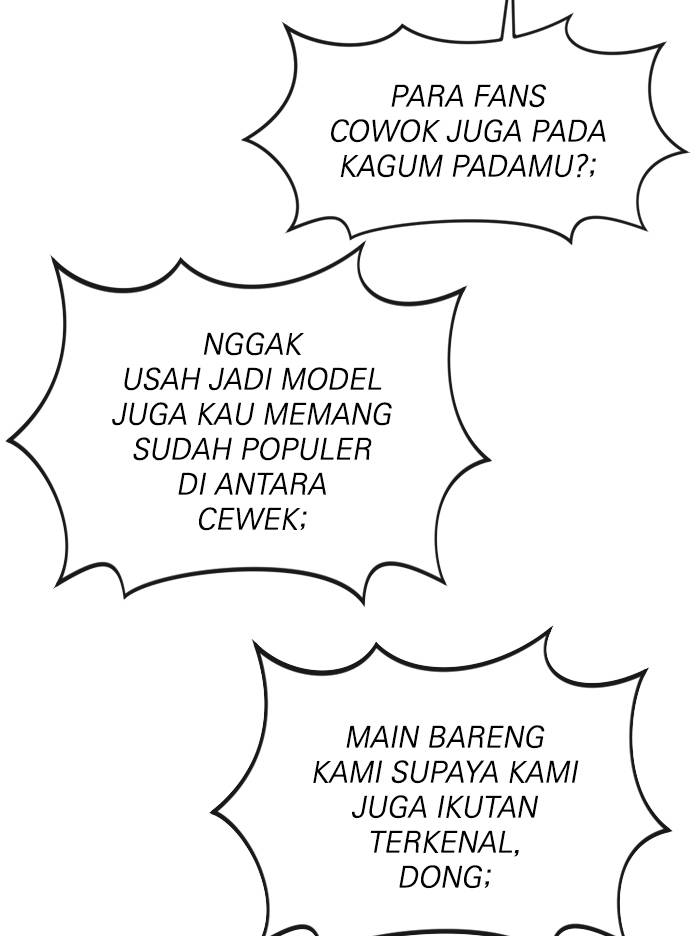 PARA FANS
COWOK JUGA PADA
KAGUM PADAMU?;
NGGAK
USAH JADI MODEL
JUGA KAU MEMANG
SUDAH POPULER
DI ANTARA
CEWEK;
MAIN BARENG
KAMI SUPAYA KAMI
JUGA IKUTAN
TERKENAL,
DONG;